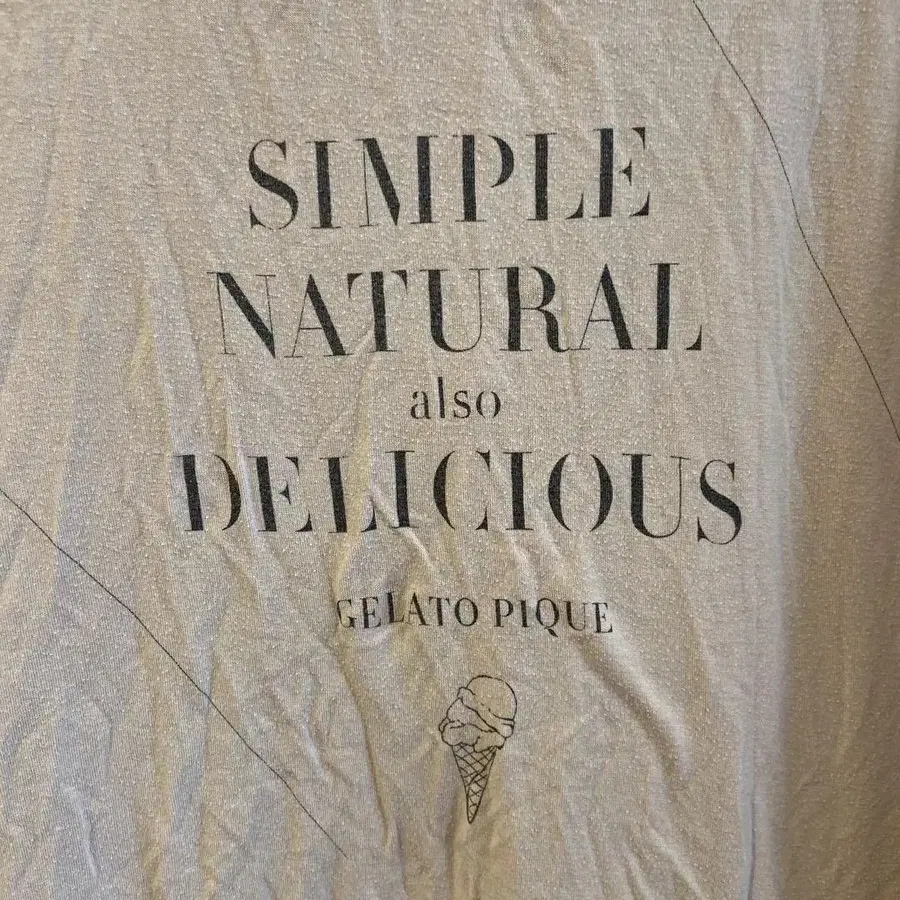 SIMPLE
NATURAL
also
DELICIOUS
GELATO PIQUE